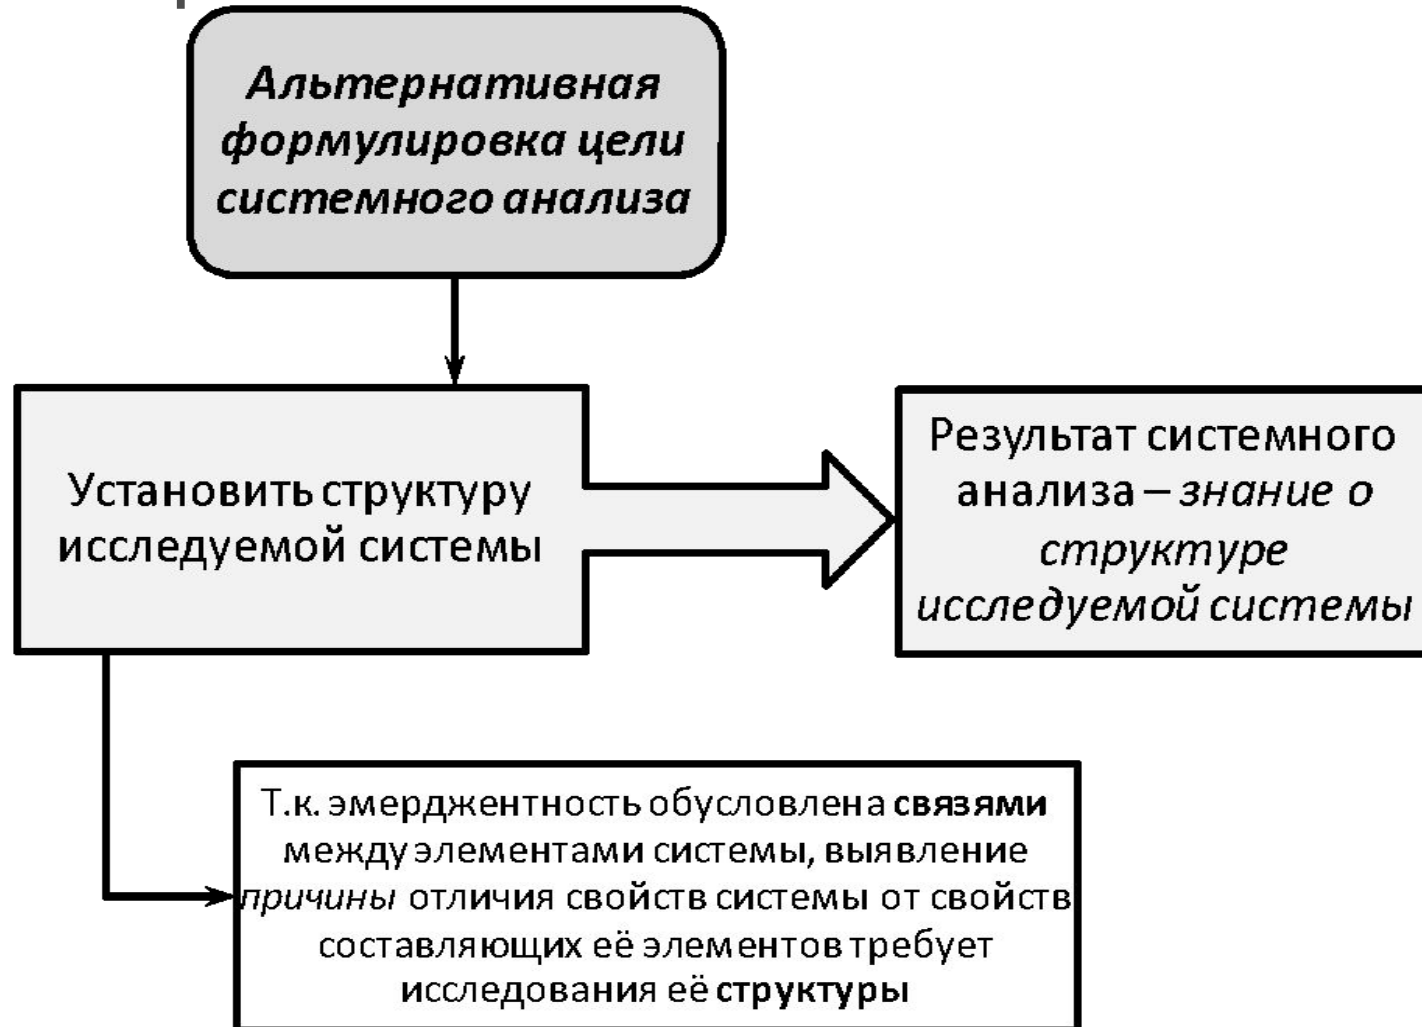 Альтернативная
формулировка цели
системного анализа
Установить структуру
исследуемой системы
Результат системного
анализа – знание о
структуре
исследуемой системы
Т.к. эмерджентность обусловлена связями
между элементами системы, выявление
причины отличия свойств системы от свойств
составляющих её элементов требует
исследования её структуры